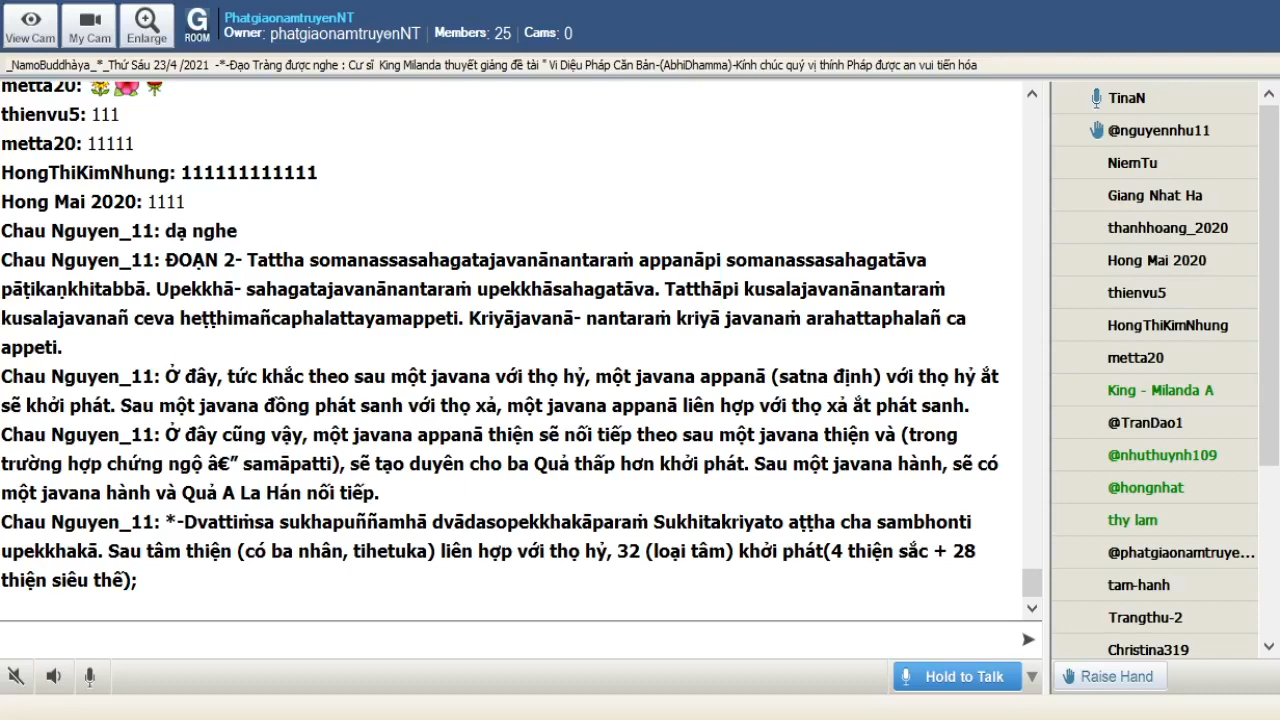 View Cam
My Cam
Enlarge
G
ROOM
PhatgiaonamtruyenNT
Owner: phatgiaonamtruyenNT Members: 25 Cams: 0
_NamoBuddhàya_*_Thứ Sáu 23/4 /2021 -*-Đạo Tràng được nghe : Cư sĩ King Milanda thuyết giảng đề tài " Vi Diệu Pháp Căn Bản-(AbhiDhamma)-Kính chúc quý vị thính Pháp được an vui tiến hóa
metta20:
thienvu5: 111
metta20: 11111
HongThiKimNhung: 111111111111
Hong Mai 2020: 1111
Chau Nguyen_11: dạ nghe
Chau Nguyen_11: ĐOẠN 2- Tattha somanassasahagatajavanānantaraṁ appanāpi somanassasahagatāva
pāṭikaṇkhitabbā. Upekkhā- sahagatajavanānantaraṁ upekkhāsahagatāva. Tatthāpi kusalajavanānantaraṁ
kusalajavanañ ceva heṭṭhimañcaphalattayamappeti. Kriyājavanā- nantaraṁ kriyā javanaṁ arahattaphalañ ca
appeti.
Chau Nguyen_11: Ở đây, tức khắc theo sau một javana với thọ hỷ, một javana appanā (satna định) với thọ hỷ ắt
sẽ khởi phát. Sau một javana đồng phát sanh với thọ xả, một javana appanā liên hợp với thọ xả ắt phát sanh.
Chau Nguyen_11: Ở đây cũng vậy, một javana appanā thiện sẽ nối tiếp theo sau một javana thiện và (trong
trường hợp chứng ngộ â€” samāpatti), sẽ tạo duyên cho ba Quả thấp hơn khởi phát. Sau một javana hành, sẽ có
một javana hành và Quả A La Hán nối tiếp.
Chau Nguyen_11: *-Dvattiṁsa sukhapuññamhā dvādasopekkhakāparaṁ Sukhitakriyato aṭṭha cha sambhonti
upekkhakā. Sau tâm thiện (có ba nhân, tihetuka) liên hợp với thọ hỷ, 32 (loại tâm) khởi phát(4 thiện sắc + 28
thiện siêu thế);
Hold to Talk
TinaN
@nguyennhu11
NiemTu
Giang Nhat Ha
thanhhoang_2020
Hong Mai 2020
thienvu5
HongThiKimNhung
metta20
King - Milanda A
@TranDao1
@nhuthuynh109
@hongnhat
thy lam
@phatgiaonamtruye...
tam-hanh
Trangthu-2
Christina319
Raise Hand